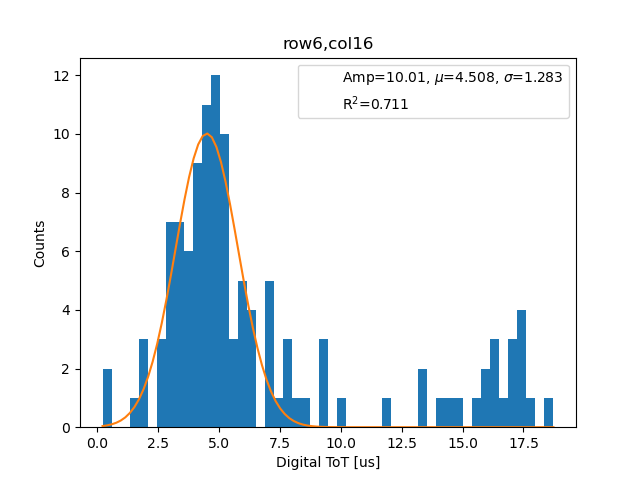 row6,col16
Amp=10.01, μ=4.508, σ=1.283
R²=0.711
12
10
8
6
4
2
0
Counts
0.0 2.5 5.0 7.5 10.0 12.5 15.0 17.5
Digital ToT [us]